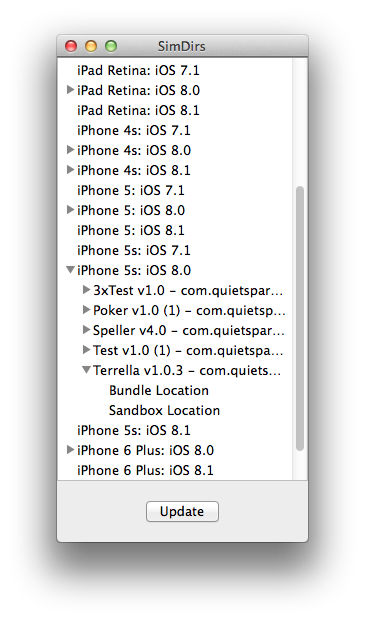 SimDirs
iPad Retina: iOS 7.1
iPad Retina: iOS 8.0
iPad Retina: iOS 8.1
iPhone 4s: iOS 7.1
iPhone 4s: iOS 8.0
iPhone 4s: iOS 8.1
iPhone 5: iOS 7.1
iPhone 5: iOS 8.0
iPhone 5: iOS 8.1
iPhone 5s: iOS 7.1
iPhone 5s: iOS 8.0
3xTest v1.0 – com.quietspar...
Poker v1.0 (1) – com.quietsp...
Speller v4.0 – com.quietspar...
Test v1.0 (1) – com.quietspa...
Terrella v1.0.3 – com.quiets...
Bundle Location
Sandbox Location
iPhone 5s: iOS 8.1
iPhone 6 Plus: iOS 8.0
iPhone 6 Plus: iOS 8.1
Update